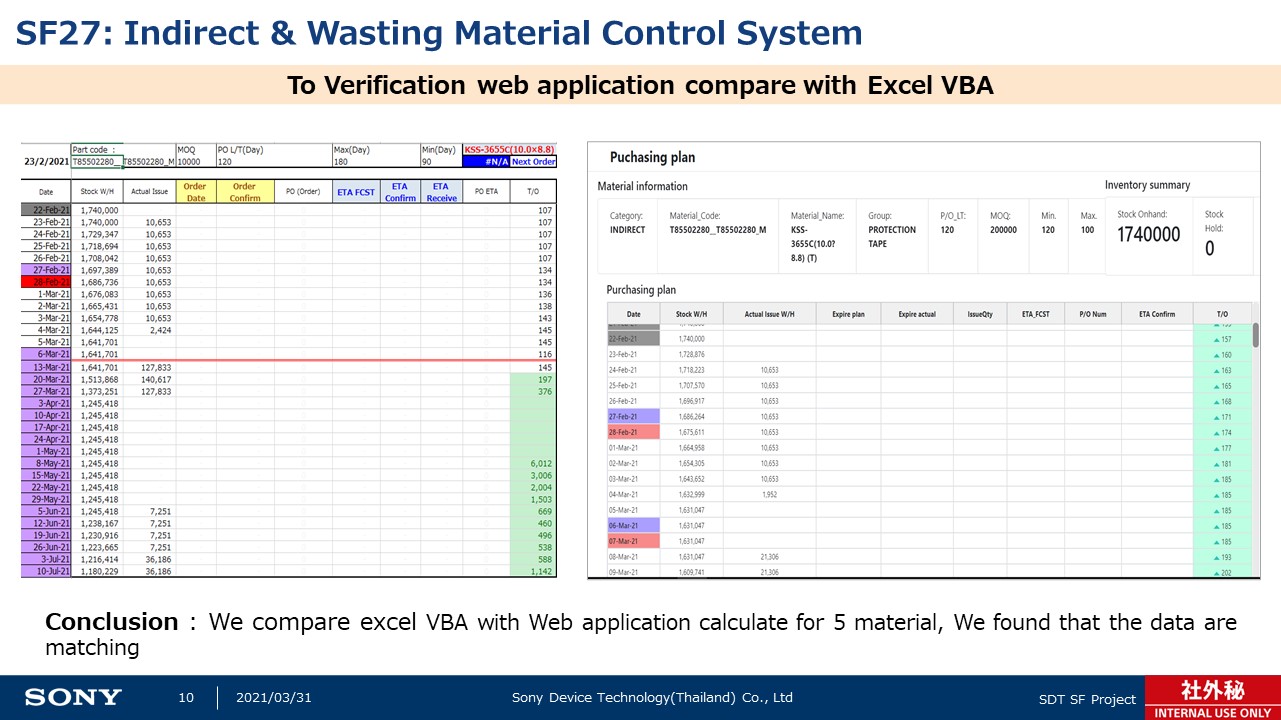 SF27: Indirect & Wasting Material Control System
To Verification web application compare with Excel VBA
Part code : MOQ PO L/T(Day) Max(Day) Min(Day) KSS-3655C(10.0×8.8)
23/2/2021 T85502280__T85502280_M 10000 120 180 90 #N/A Next Order
Date Stock W/H Actual Issue Order Date Order Confirm PO (Order) ETA FCST ETA Confirm ETA Receive PO ETA T/O
22-Feb-21 1,740,000 107
23-Feb-21 1,740,000 10,653 107
24-Feb-21 1,729,347 10,653 107
25-Feb-21 1,718,694 10,653 107
26-Feb-21 1,708,042 10,653 107
27-Feb-21 1,697,389 10,653 134
28-Feb-21 1,686,736 10,653 134
1-Mar-21 1,676,083 10,653 136
2-Mar-21 1,665,431 10,653 138
3-Mar-21 1,654,778 10,653 143
4-Mar-21 1,644,125 2,424 145
5-Mar-21 1,641,701 145
6-Mar-21 1,641,701 116
13-Mar-21 1,641,701 127,833 145
20-Mar-21 1,513,868 140,617 197
27-Mar-21 1,373,251 127,833 376
3-Apr-21 1,245,418
10-Apr-21 1,245,418
17-Apr-21 1,245,418
24-Apr-21 1,245,418
1-May-21 1,245,418
8-May-21 1,245,418 6,012
15-May-21 1,245,418 3,006
22-May-21 1,245,418 2,004
29-May-21 1,245,418 1,503
5-Jun-21 1,245,418 7,251 669
12-Jun-21 1,238,167 7,251 460
19-Jun-21 1,230,916 7,251 496
26-Jun-21 1,223,665 7,251 538
3-Jul-21 1,216,414 36,186 588
10-Jul-21 1,180,229 36,186 1,142
Puchasing plan
Material information Inventory summary
Category: INDIRECT Material_Code: T85502280__T85502280_M Material_Name: KSS-3655C(10.0?8.8) (T) Group: PROTECTION TAPE P/O_LT: 120 MOQ: 200000 Min. 120 Max. 100 Stock Onhand: 1740000 Stock Hold: 0
Purchasing plan
Date Stock W/H Actual Issue W/H Expire plan Expire actual IssueQty ETA_FCST P/O Num ETA Confirm T/O
22-Feb-21 1,740,000 ▲ 157
23-Feb-21 1,728,876 ▲ 160
24-Feb-21 1,718,223 10,653 ▲ 163
25-Feb-21 1,707,570 10,653 ▲ 165
26-Feb-21 1,696,917 10,653 ▲ 168
27-Feb-21 1,686,264 10,653 ▲ 171
28-Feb-21 1,675,611 10,653 ▲ 174
01-Mar-21 1,664,958 10,653 ▲ 177
02-Mar-21 1,654,305 10,653 ▲ 181
03-Mar-21 1,643,652 10,653 ▲ 185
04-Mar-21 1,632,999 1,952 ▲ 185
05-Mar-21 1,631,047 ▲ 185
06-Mar-21 1,631,047 ▲ 185
07-Mar-21 1,631,047 ▲ 185
08-Mar-21 1,631,047 21,306 ▲ 193
09-Mar-21 1,609,741 21,306 ▲ 202
Conclusion : We compare excel VBA with Web application calculate for 5 material, We found that the data are
matching
SONY 10 2021/03/31 Sony Device Technology(Thailand) Co., Ltd SDT SF Project 社外秘
INTERNAL USE ONLY